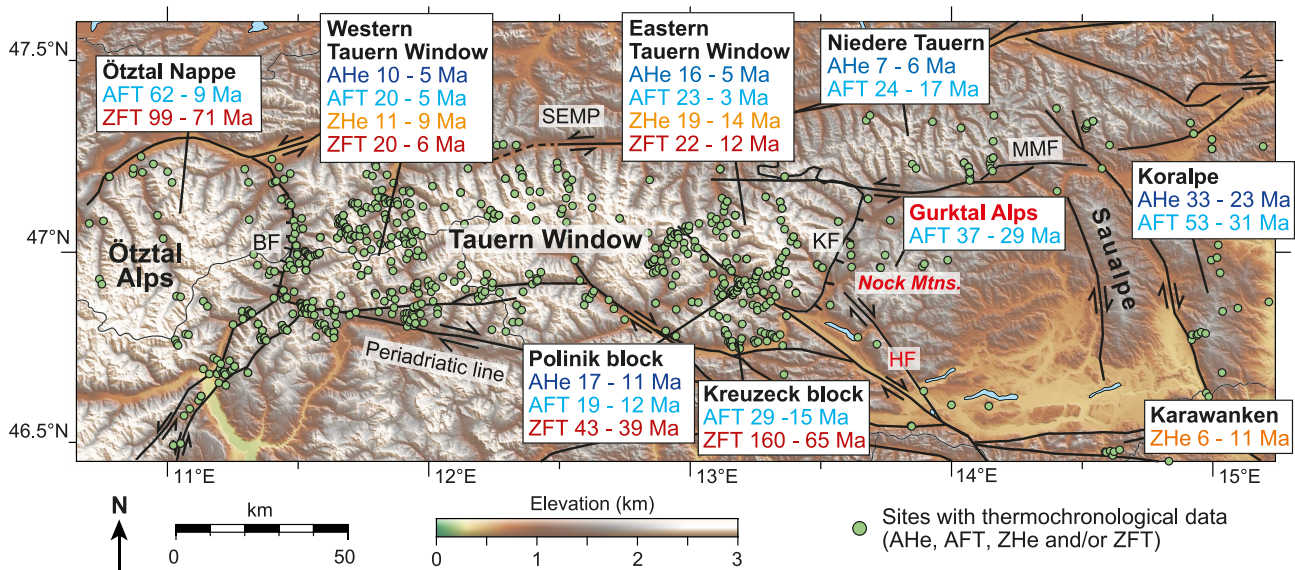 47.5°N
47°N
46.5°N
Ötztal Nappe
AFT 62 - 9 Ma
ZFT 99 - 71 Ma
Western
Tauern Window
AHe 10 - 5 Ma
AFT 20 - 5 Ma
ZHe 11 - 9 Ma
ZFT 20 - 6 Ma
SEMP
Eastern
Tauern Window
AHe 16 - 5 Ma
AFT 23 - 3 Ma
ZHe 19 - 14 Ma
ZFT 22 - 12 Ma
Niedere Tauern
AHe 7 - 6 Ma
AFT 24 - 17 Ma
MMF
Koralpe
AHe 33 - 23 Ma
AFT 53 - 31 Ma
Gurktal Alps
AFT 37 - 29 Ma
Saualpe
Ötztal
Alps
BF
Tauern Window
KF
Nock Mtns.
HF
Periadriatic line
Polinik block
AHe 17 - 11 Ma
AFT 19 - 12 Ma
ZFT 43 - 39 Ma
Kreuzeck block
AFT 29 -15 Ma
ZFT 160 - 65 Ma
Karawanken
ZHe 6 - 11 Ma
11°E
12°E
13°E
14°E
15°E
N
km
0
50
Elevation (km)
0
1
2
3
Sites with thermochronological data
(AHe, AFT, ZHe and/or ZFT)